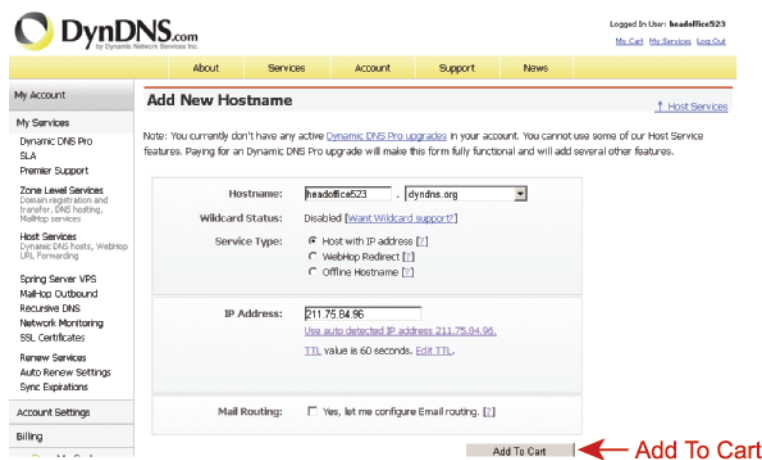 DynDNS.com
by Dynamic Network Services Inc.
Logged In User: headoffice523
My Cart My Services Log Out
About Services Account Support News
My Account
My Services
Dynamic DNS Pro
SLA
Premier Support
Zone Level Services
Domain registration and
transfer, DNS hosting,
MailHop services
Host Services
Dynamic DNS hosts, WebHop
URL Forwarding
Spring Server VPS
MailHop Outbound
Recursive DNS
Network Monitoring
SSL Certificates
Renew Services
Auto Renew Settings
Sync Expirations
Account Settings
Billing
Add New Hostname
↑ Host Services
Note: You currently don't have any active Dynamic DNS Pro upgrades in your account. You cannot use some of our Host Service
features. Paying for an Dynamic DNS Pro upgrade will make this form fully functional and will add several other features.
Hostname: headoffice523 . dyndns.org
Wildcard Status: Disabled [Want Wildcard support?]
Service Type: Host with IP address [?]
WebHop Redirect [?]
Offline Hostname [?]
IP Address: 211.75.84.96
Use auto detected IP address 211.75.84.96.
TTL value is 60 seconds. Edit TTL.
Mail Routing: Yes, let me configure Email routing. [?]
Add To Cart
Add To Cart